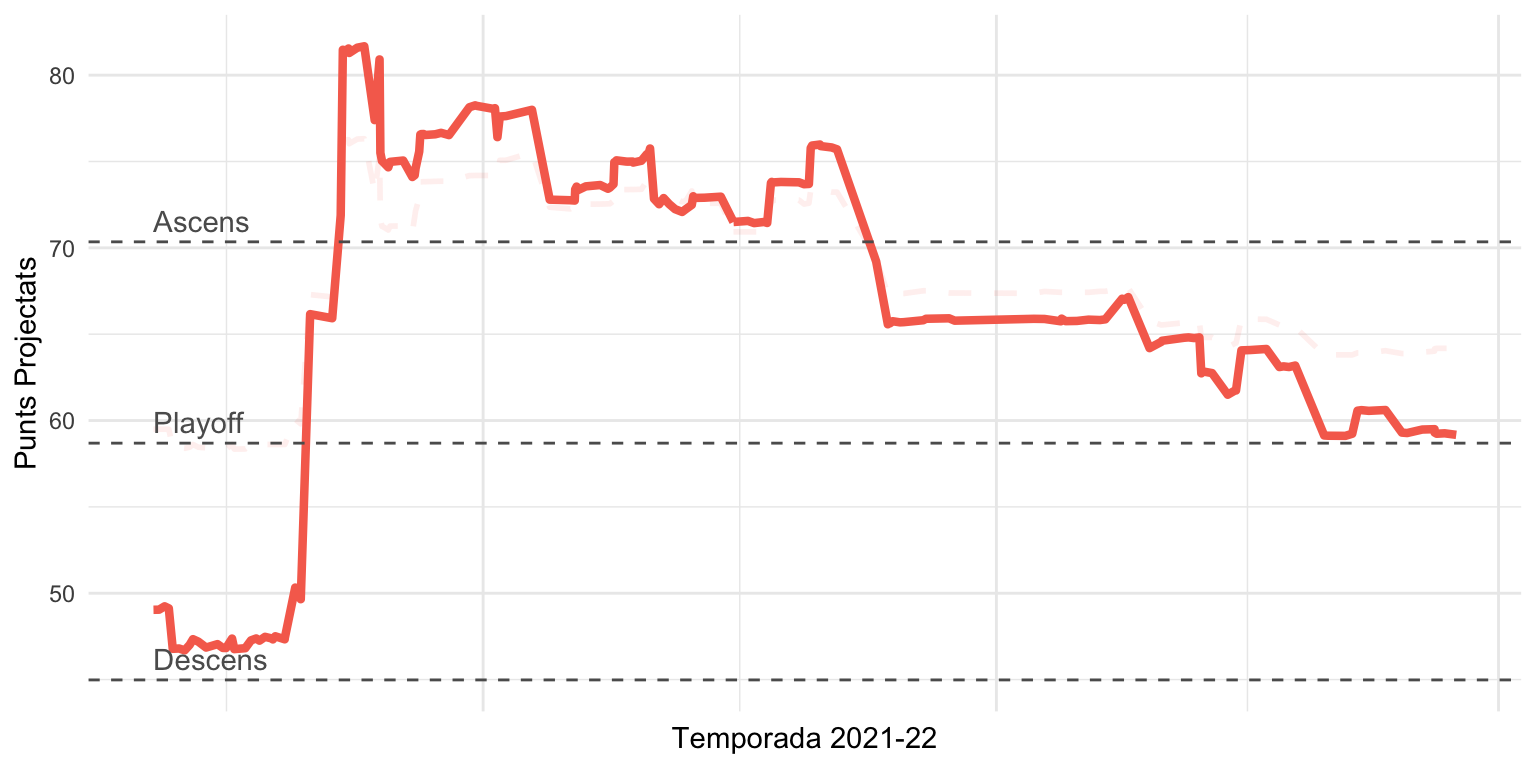 80
70
60
50
Punts Projectats
Ascens
Playoff
Descens
Temporada 2021-22